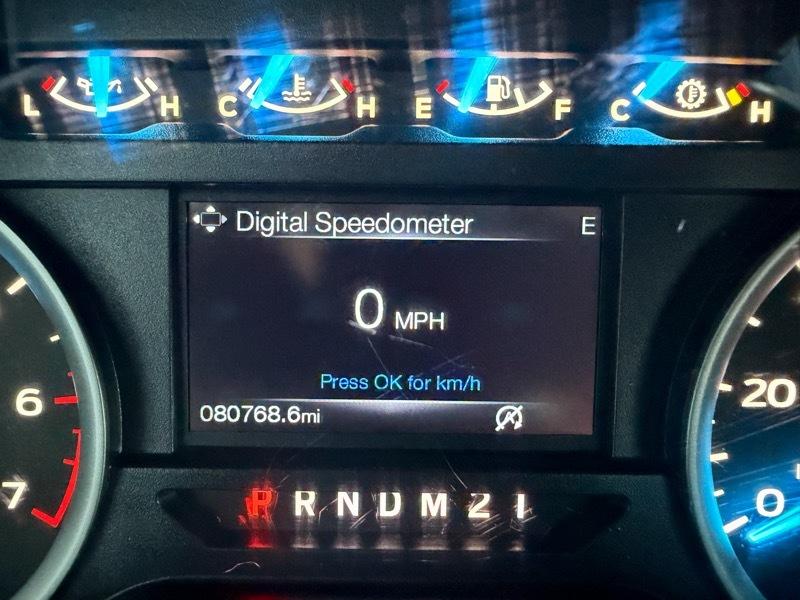 L H C H E F C H
Digital Speedometer E
0 MPH
Press OK for km/h
080768.6mi
6
7
20
0
P R N D M 2 1